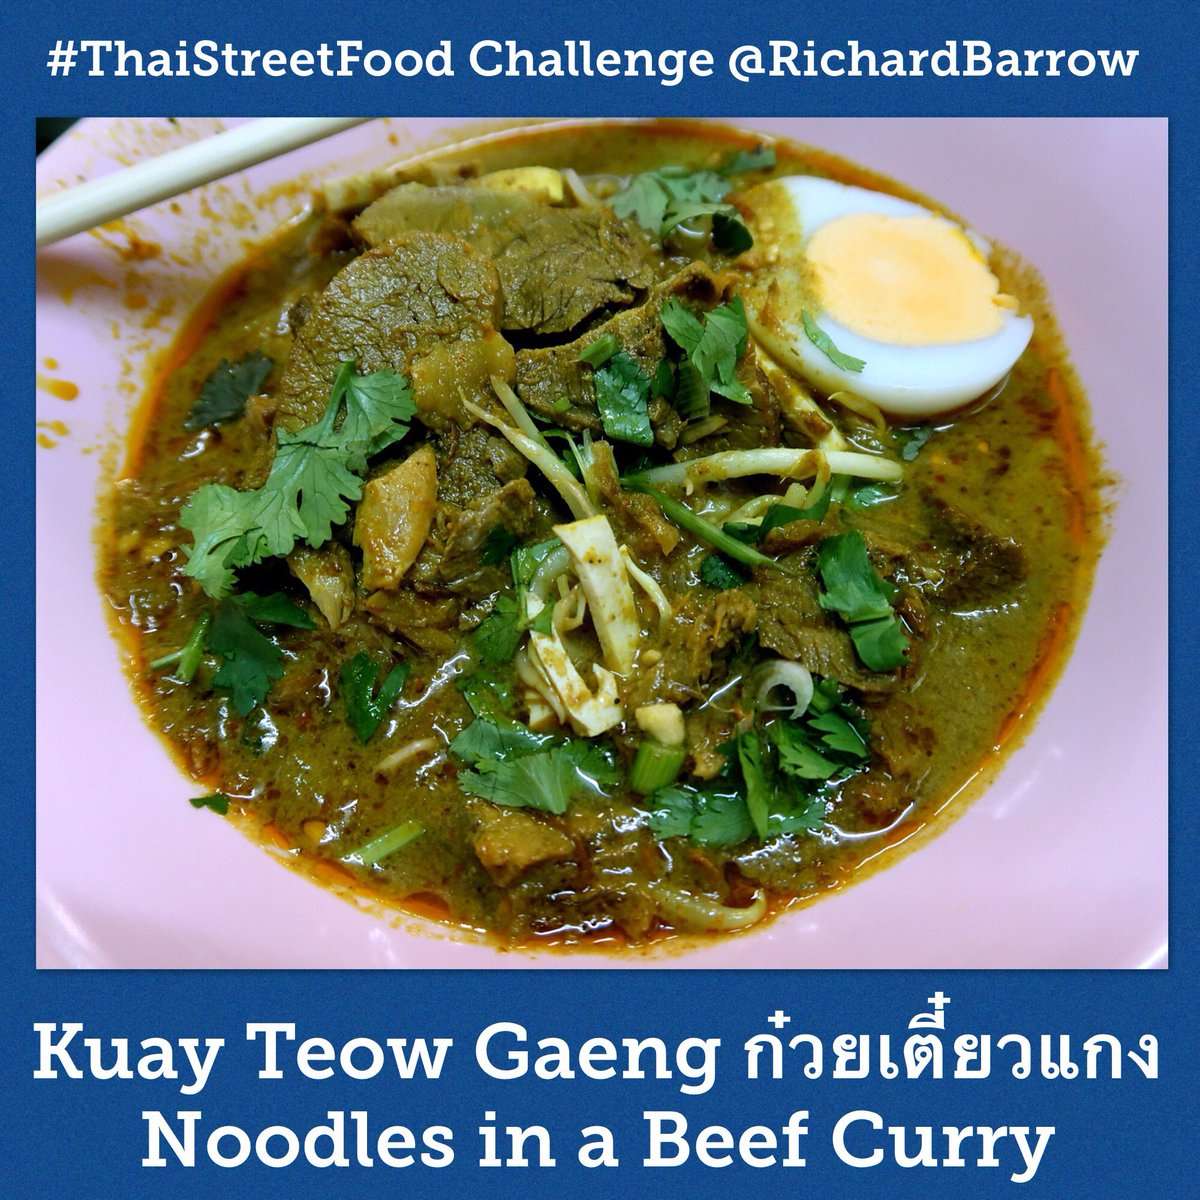 #ThaiStreetFood Challenge @RichardBarrow
Kuay Teow Gaeng ก๋วยเตี๋ยวแกง
Noodles in a Beef Curry